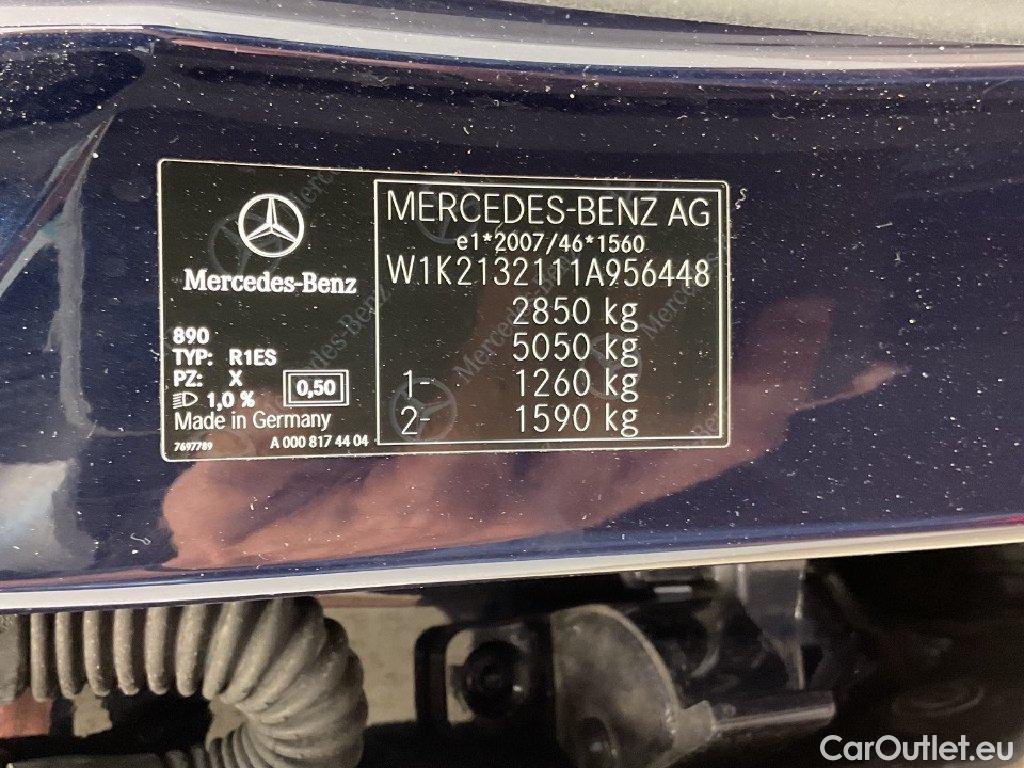 Mercedes-Benz
890
TYP: R1ES
PZ: X
1,0 %
0,50
Made in Germany
7697789
A 000 817 44 04
MERCEDES-BENZ AG
e1*2007/46*1560
W1K2132111A956448
2850 kg
5050 kg
1- 1260 kg
2- 1590 kg
CarOutlet.eu